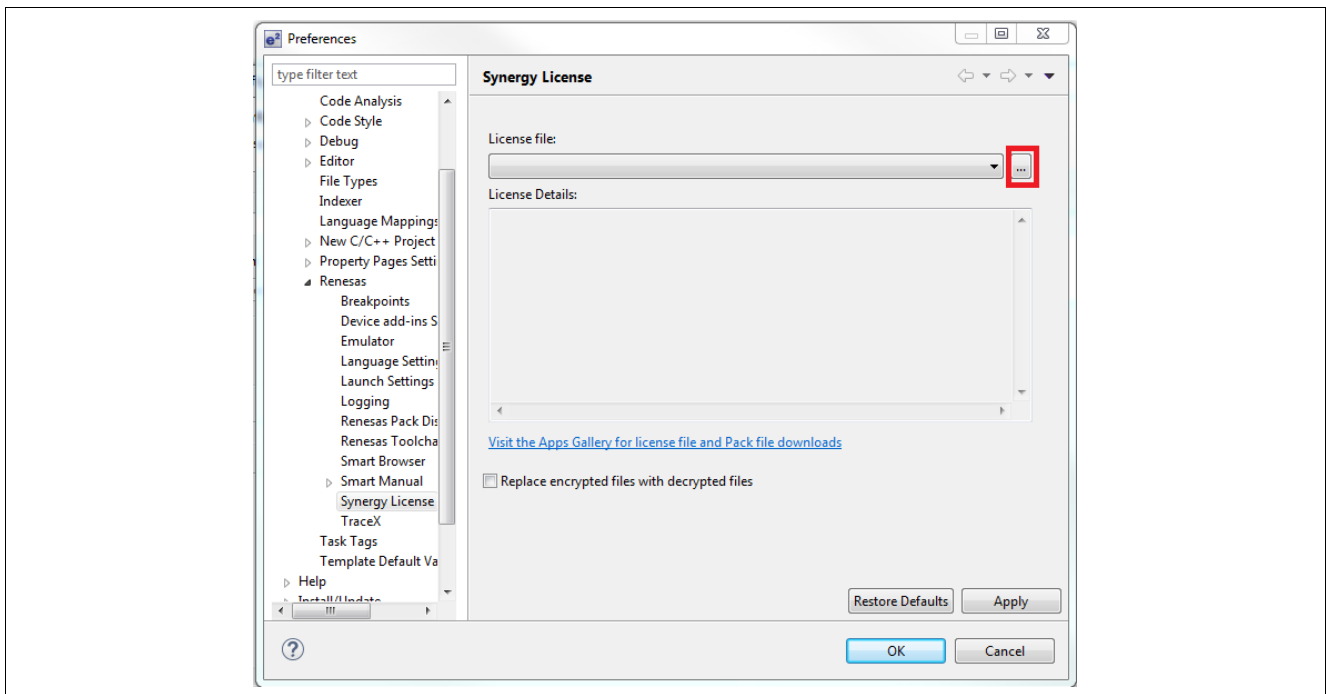 e² Preferences
type filter text
Code Analysis
Code Style
Debug
Editor
File Types
Indexer
Language Mappings
New C/C++ Project
Property Pages Setti
Renesas
Breakpoints
Device add-ins S
Emulator
Language Setting
Launch Settings
Logging
Renesas Pack Dis
Renesas Toolcha
Smart Browser
Smart Manual
Synergy License
TraceX
Task Tags
Template Default Va
Help
Install/Update
Synergy License
License file:
...
License Details:
Visit the Apps Gallery for license file and Pack file downloads
Replace encrypted files with decrypted files
Restore Defaults Apply
? OK Cancel